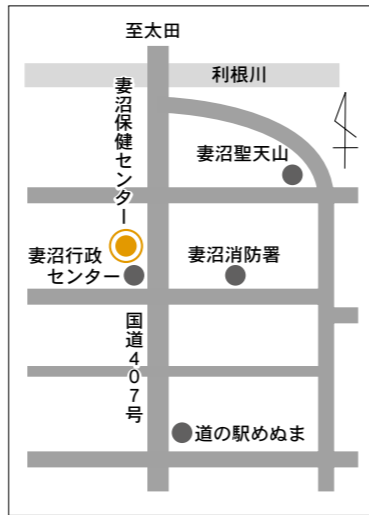 至太田
利根川
妻沼保健センター
妻沼聖天山
妻沼行政
センター
妻沼消防署
国道407号
道の駅めぬま